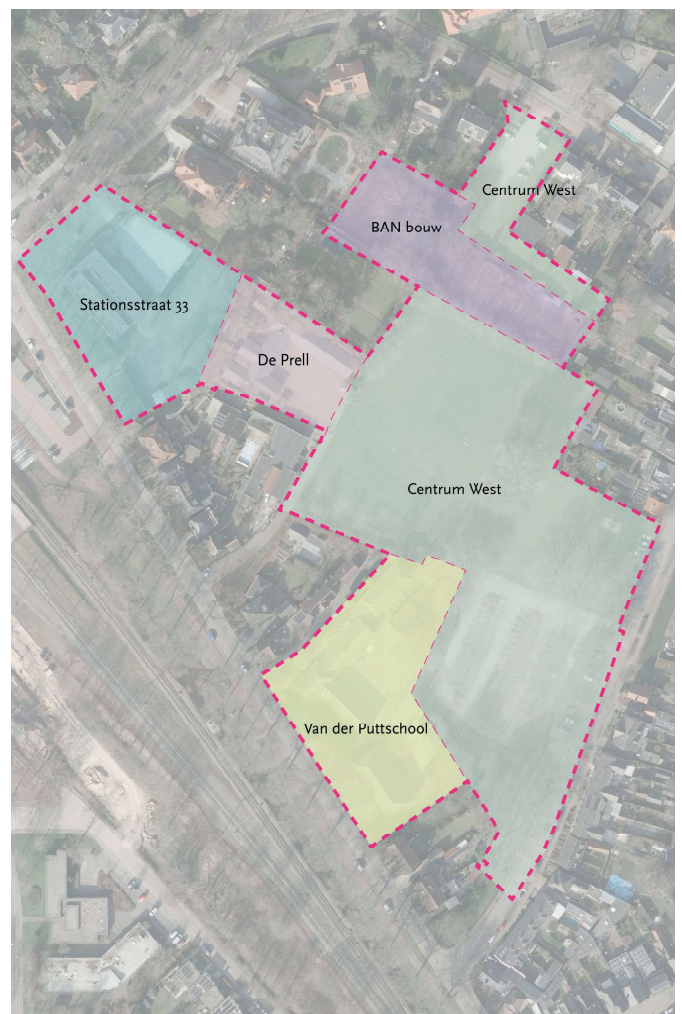 Centrum West
BAN bouw
Stationsstraat 33
De Prell
Centrum West
Van der Puttschool